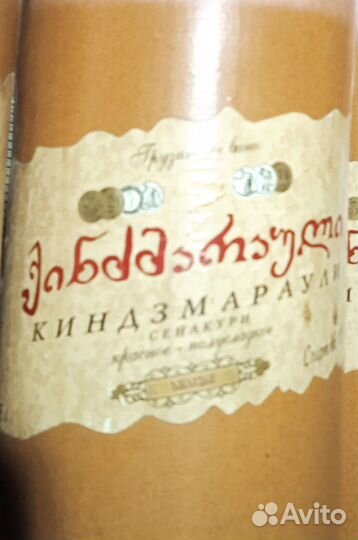 Грузинское вино
ქინძმარაული
КИНДЗМАРАУЛИ
СЕНАКУРИ
красное - полусладкое
Avito